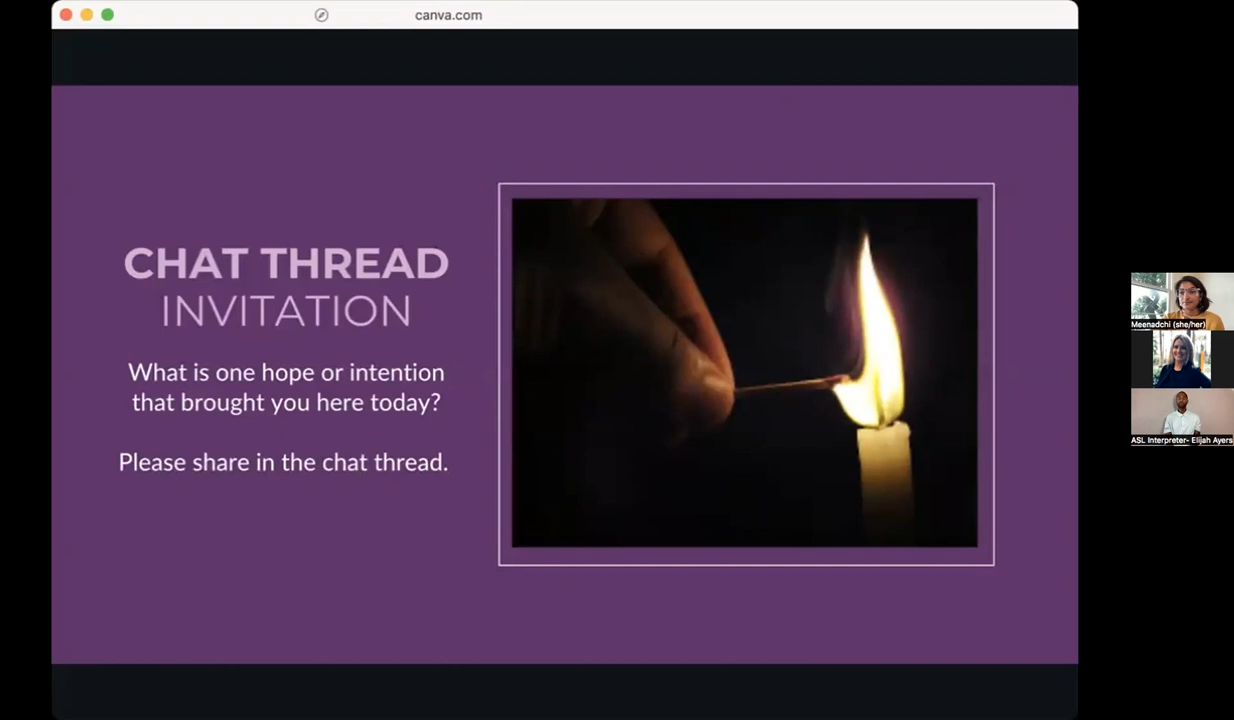 canva.com
CHAT THREAD
INVITATION
What is one hope or intention
that brought you here today?
Please share in the chat thread.
Meenadchi (she/her)
ASL Interpreter- Elijah Ayers